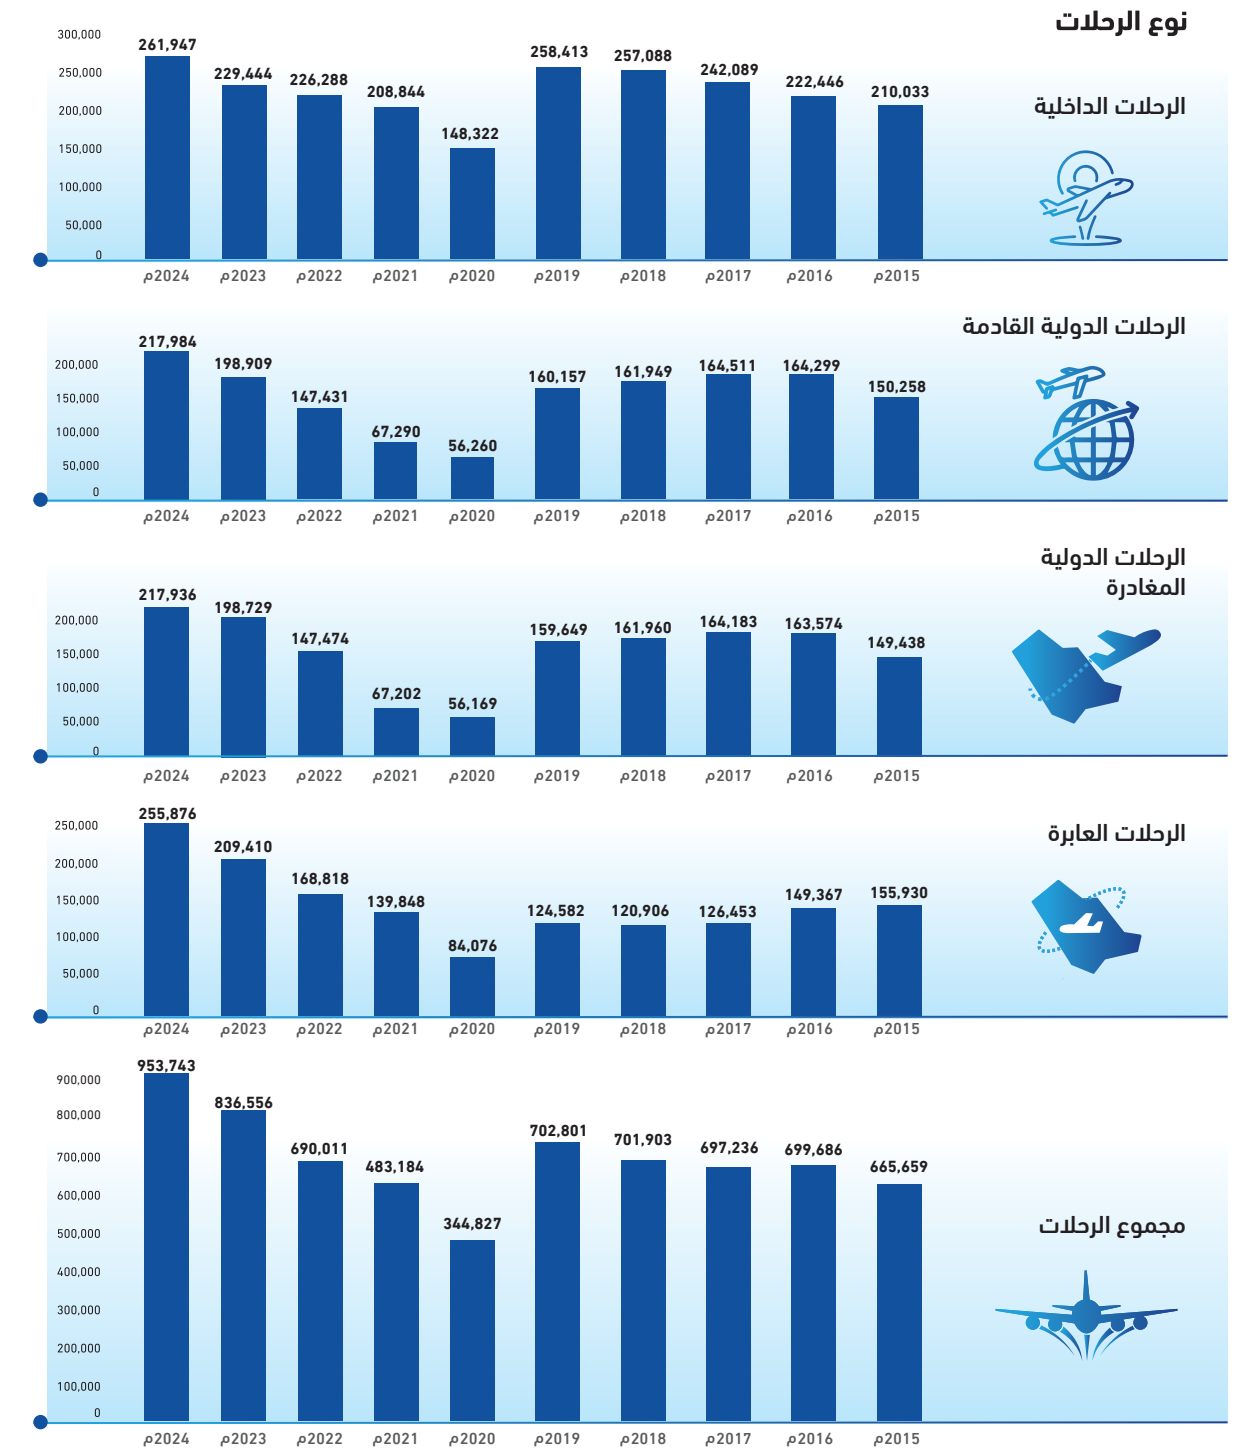 نوع الرحلات
الرحلات الداخلية
300,000
250,000
200,000
150,000
100,000
50,000
0
261,947
229,444
226,288
208,844
148,322
258,413
257,088
242,089
222,446
210,033
2024م
2023م
2022م
2021م
2020م
2019م
2018م
2017م
2016م
2015م
الرحلات الدولية القادمة
200,000
150,000
100,000
50,000
0
217,984
198,909
147,431
67,290
56,260
160,157
161,949
164,511
164,299
150,258
2024م
2023م
2022م
2021م
2020م
2019م
2018م
2017م
2016م
2015م
الرحلات الدولية
المغادرة
200,000
150,000
100,000
50,000
0
217,936
198,729
147,474
67,202
56,169
159,649
161,960
164,183
163,574
149,438
2024م
2023م
2022م
2021م
2020م
2019م
2018م
2017م
2016م
2015م
الرحلات العابرة
250,000
200,000
150,000
100,000
50,000
0
255,876
209,410
168,818
139,848
84,076
124,582
120,906
126,453
149,367
155,930
2024م
2023م
2022م
2021م
2020م
2019م
2018م
2017م
2016م
2015م
مجموع الرحلات
900,000
800,000
700,000
600,000
500,000
400,000
300,000
200,000
100,000
0
953,743
836,556
690,011
483,184
344,827
702,801
701,903
697,236
699,686
665,659
2024م
2023م
2022م
2021م
2020م
2019م
2018م
2017م
2016م
2015م